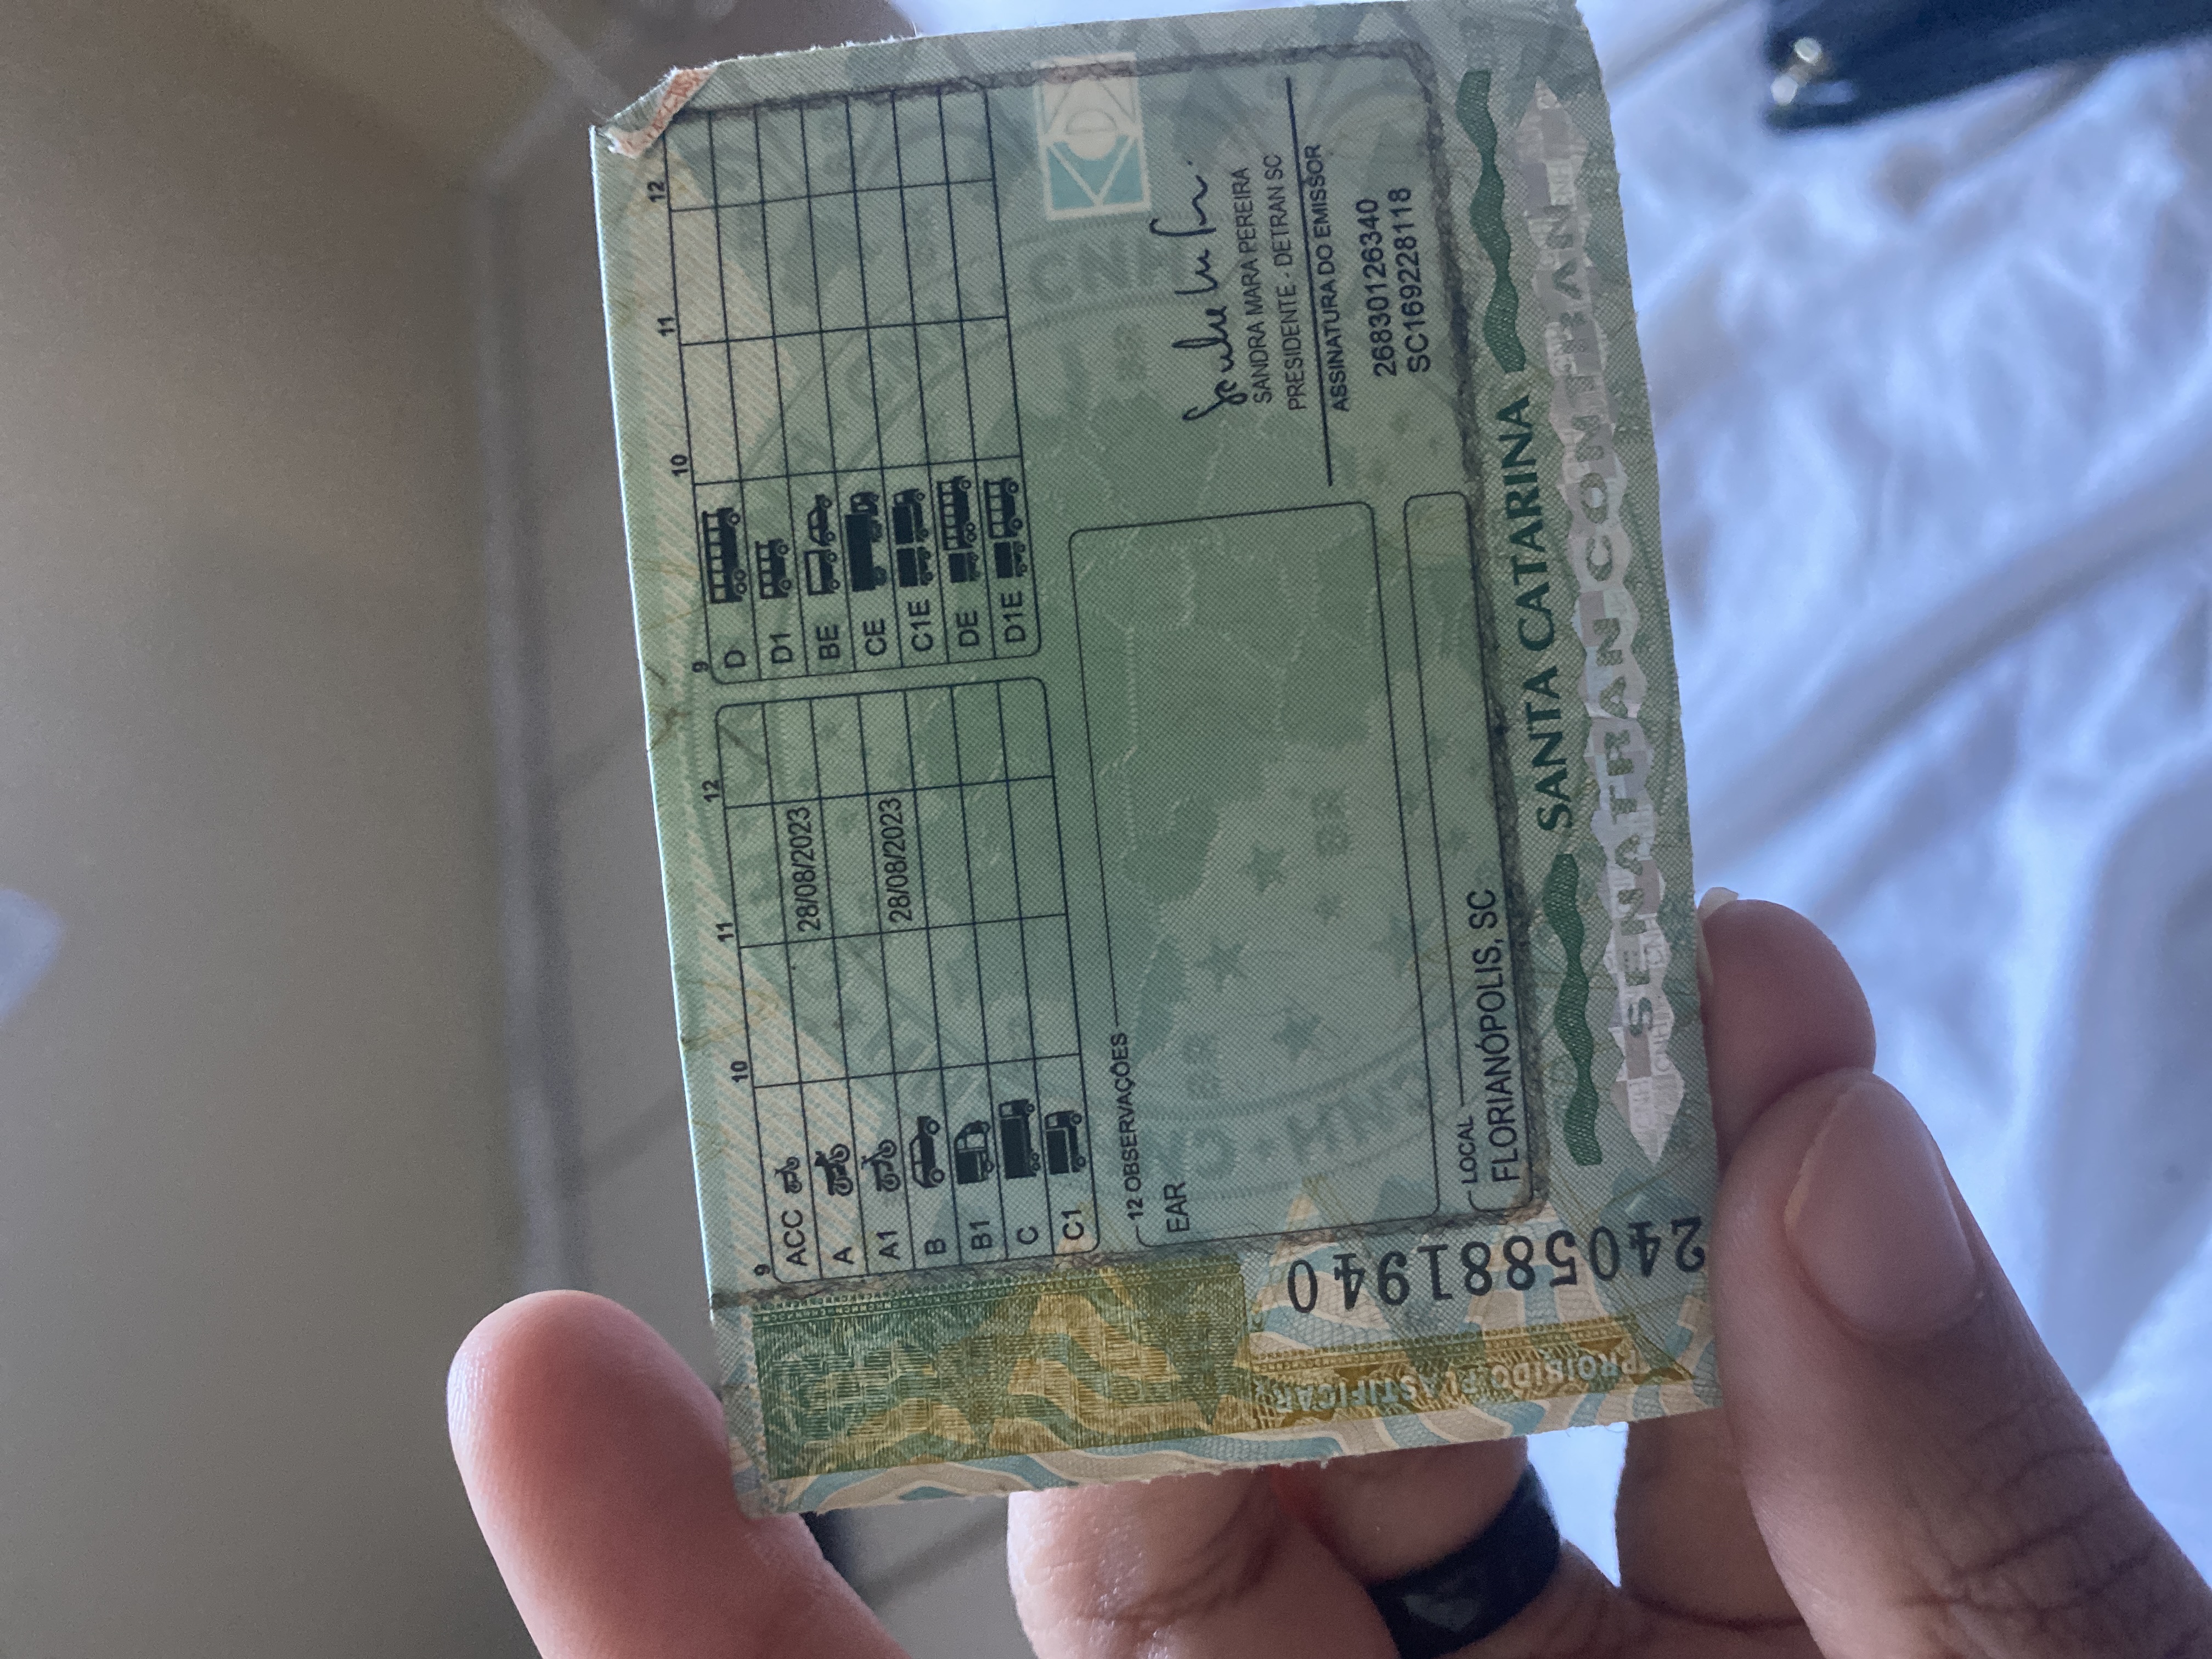 9 10 11 12
ACC
A 28/08/2023
A1
B 28/08/2023
B1
C
C1
9 10 11 12
D
D1
BE
CE
C1E
DE
D1E
12 OBSERVAÇÕES
EAR
SANDRA MARA PEREIRA
PRESIDENTE - DETRAN SC
ASSINATURA DO EMISSOR
26830126340
SC169228118
LOCAL
FLORIANÓPOLIS, SC
SANTA CATARINA
SENATRAN CONTRAN
PROIBIDO PLASTIFICAR
2405881940